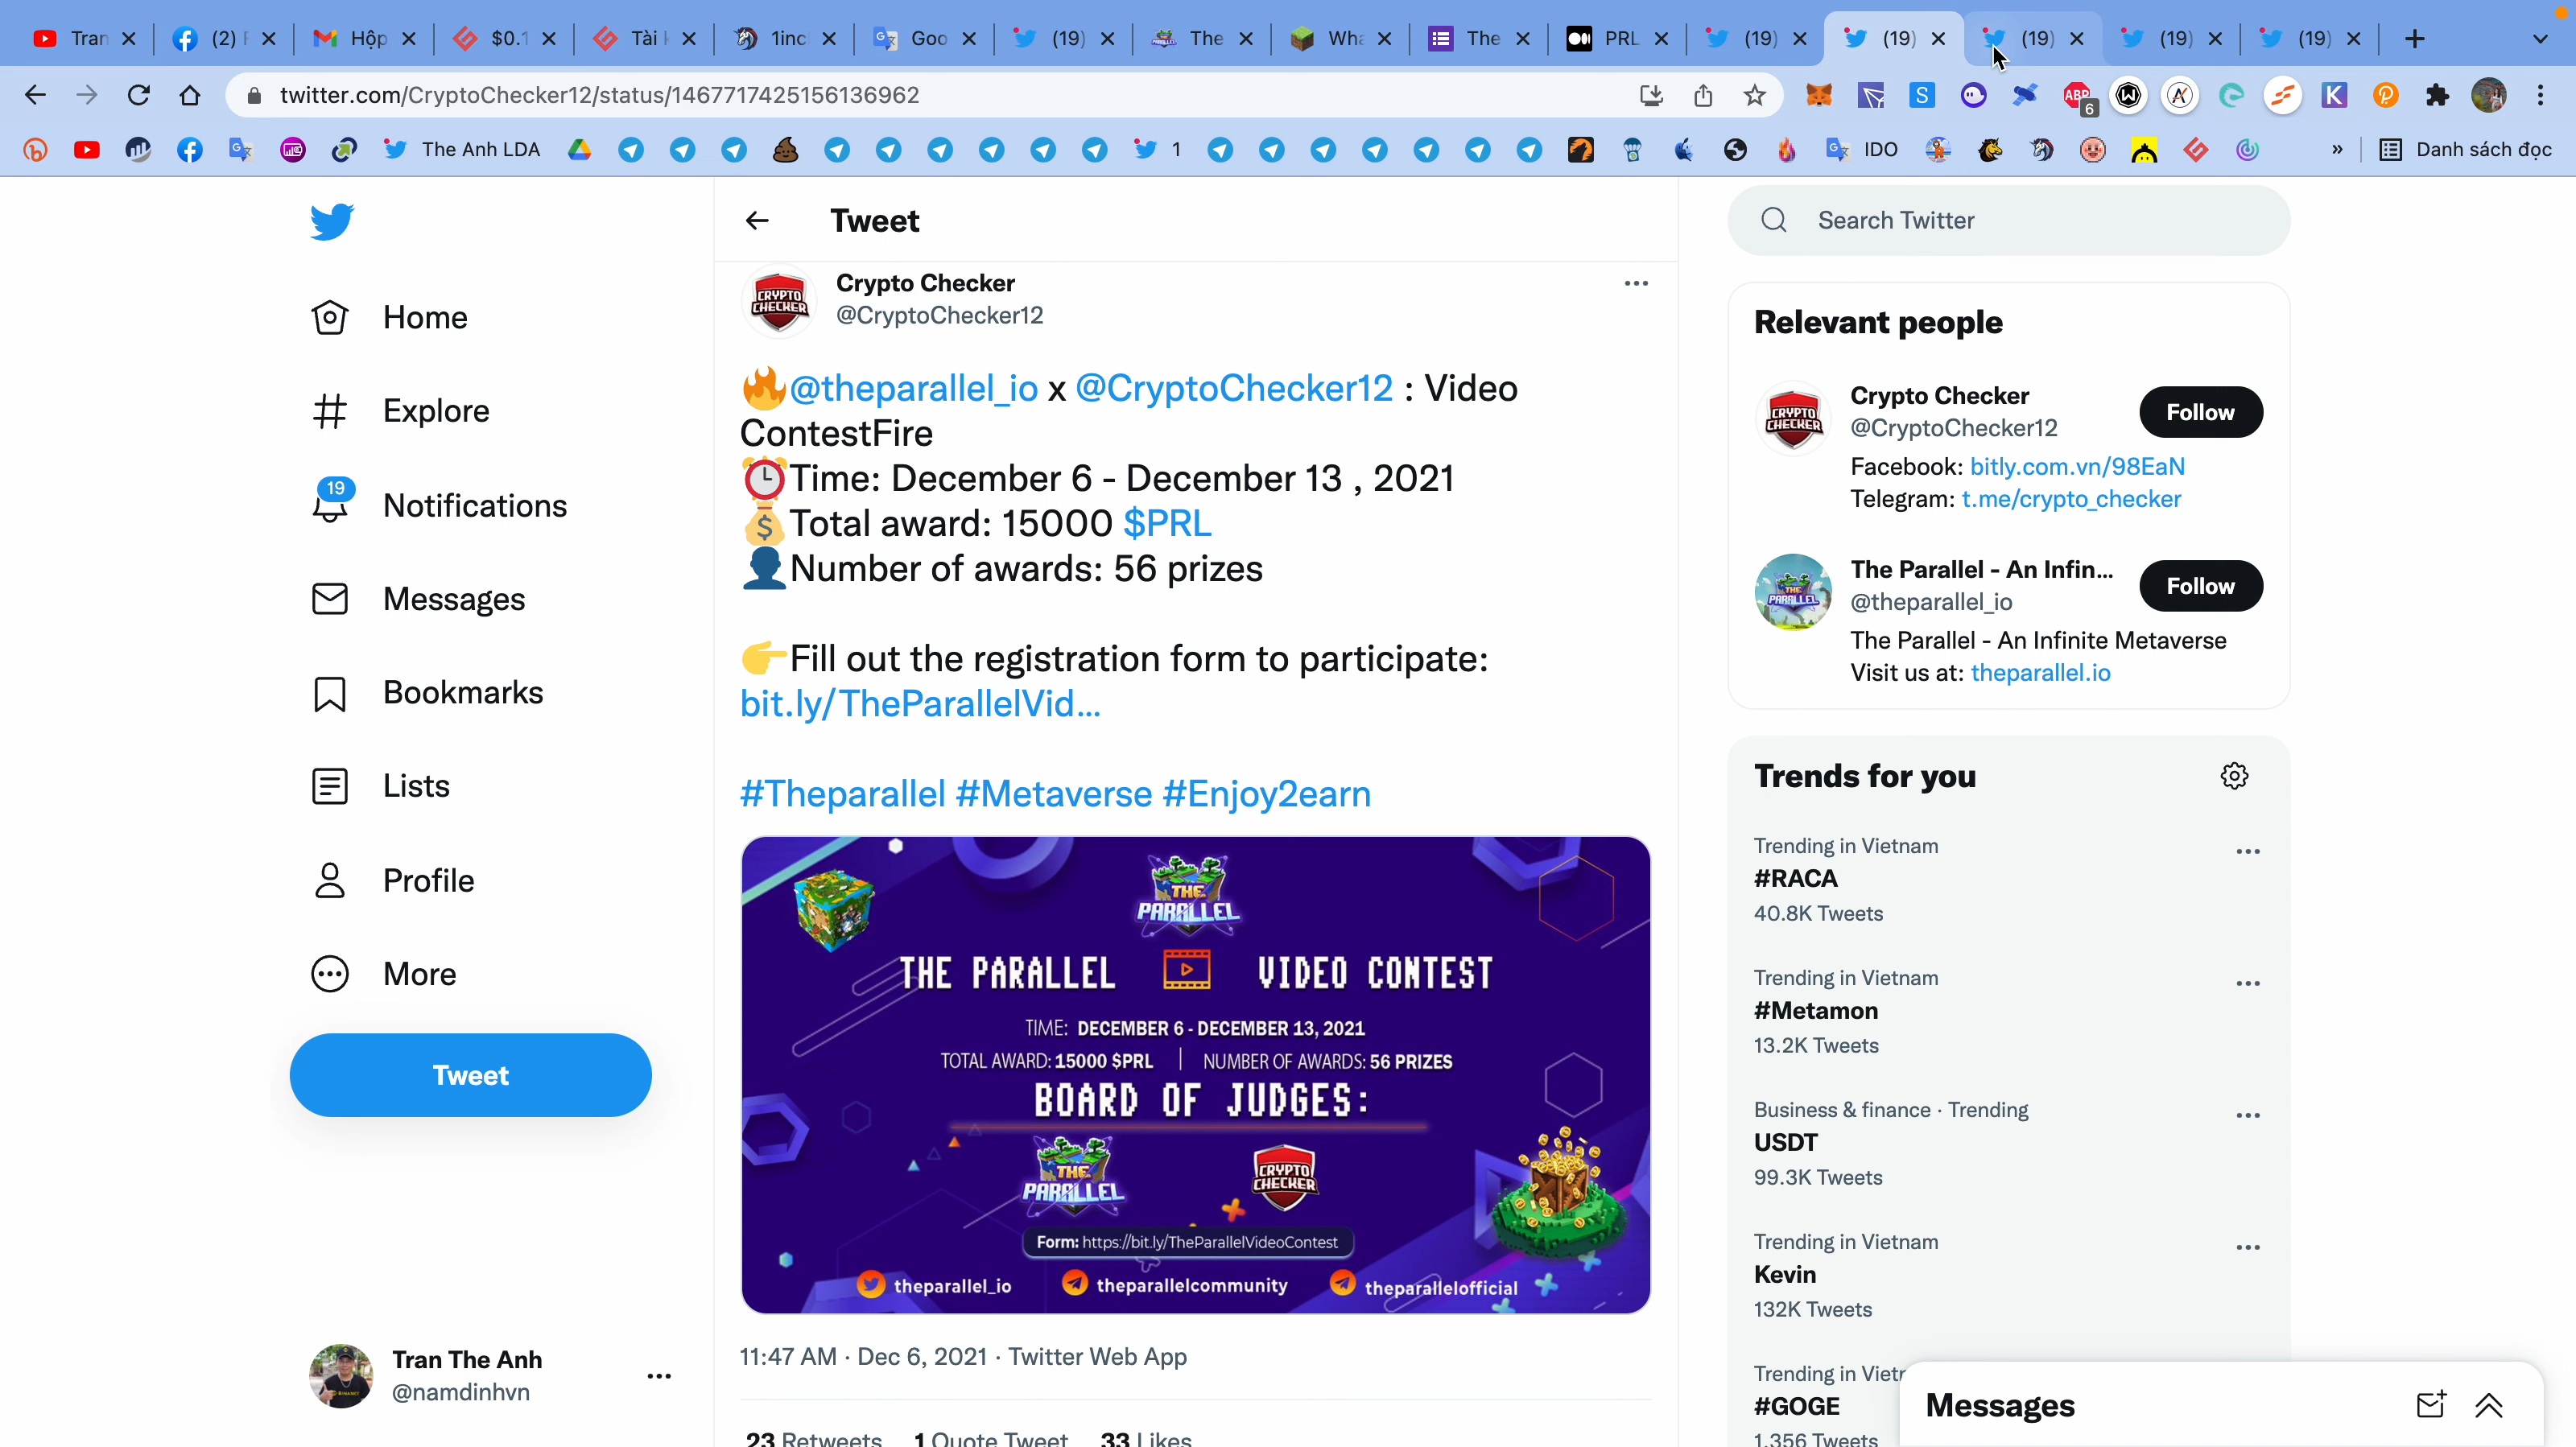 Tran
(2) F
Hộp
$0.1
Tài k
1inc
Goo
(19)
The
Wha
The
PRL
(19)
(19)
(19)
(19)
(19)
twitter.com/CryptoChecker12/status/1467717425156136962
ABP
6
The Anh LDA
1
IDO
»
Danh sách đọc
Home
Explore
19
Notifications
Messages
Bookmarks
Lists
Profile
More
Tweet
Tran The Anh
@namdinhvn
Tweet
Crypto Checker
@CryptoChecker12
🔥@theparallel_io x @CryptoChecker12 : Video
ContestFire
⏰Time: December 6 - December 13 , 2021
💰Total award: 15000 $PRL
👤Number of awards: 56 prizes
👉Fill out the registration form to participate:
bit.ly/TheParallelVid…
#Theparallel #Metaverse #Enjoy2earn
THE PARALLEL
THE PARALLEL VIDEO CONTEST
TIME: DECEMBER 6 - DECEMBER 13, 2021
TOTAL AWARD: 15000 $PRL | NUMBER OF AWARDS: 56 PRIZES
BOARD OF JUDGES:
THE PARALLEL
CRYPTO CHECKER
Form: https://bit.ly/TheParallelVideoContest
theparallel_io theparallelcommunity theparallelofficial
11:47 AM · Dec 6, 2021 · Twitter Web App
23 Retweets 1 Quote Tweet 33 Likes
Search Twitter
Relevant people
Crypto Checker
@CryptoChecker12
Follow
Facebook: bitly.com.vn/98EaN
Telegram: t.me/crypto_checker
The Parallel - An Infin...
@theparallel_io
Follow
The Parallel - An Infinite Metaverse
Visit us at: theparallel.io
Trends for you
Trending in Vietnam
#RACA
40.8K Tweets
Trending in Vietnam
#Metamon
13.2K Tweets
Business & finance · Trending
USDT
99.3K Tweets
Trending in Vietnam
Kevin
132K Tweets
Trending in Vietr
#GOGE
1,356 Tweets
Messages